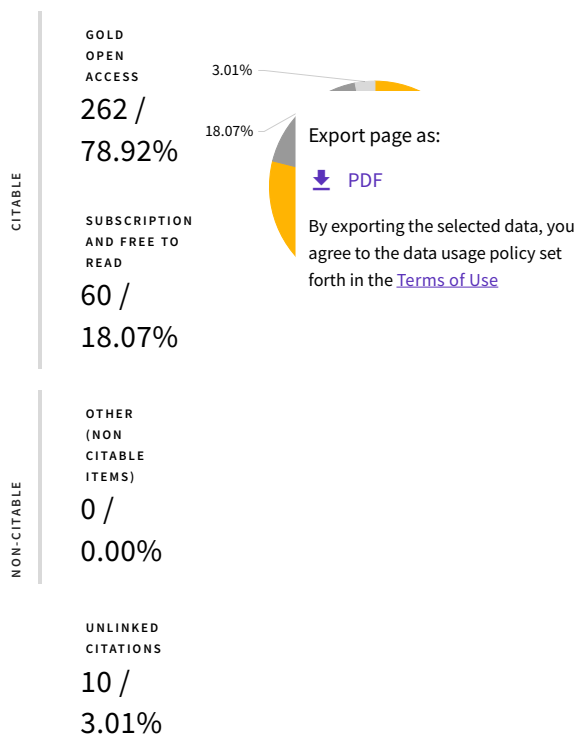 CITABLE
GOLD
OPEN
ACCESS
262 /
78.92%
SUBSCRIPTION
AND FREE TO
READ
60 /
18.07%
3.01%
18.07%
Export page as:
PDF
By exporting the selected data, you
agree to the data usage policy set
forth in the Terms of Use
NON-CITABLE
OTHER
(NON
CITABLE
ITEMS)
0 /
0.00%
UNLINKED
CITATIONS
10 /
3.01%